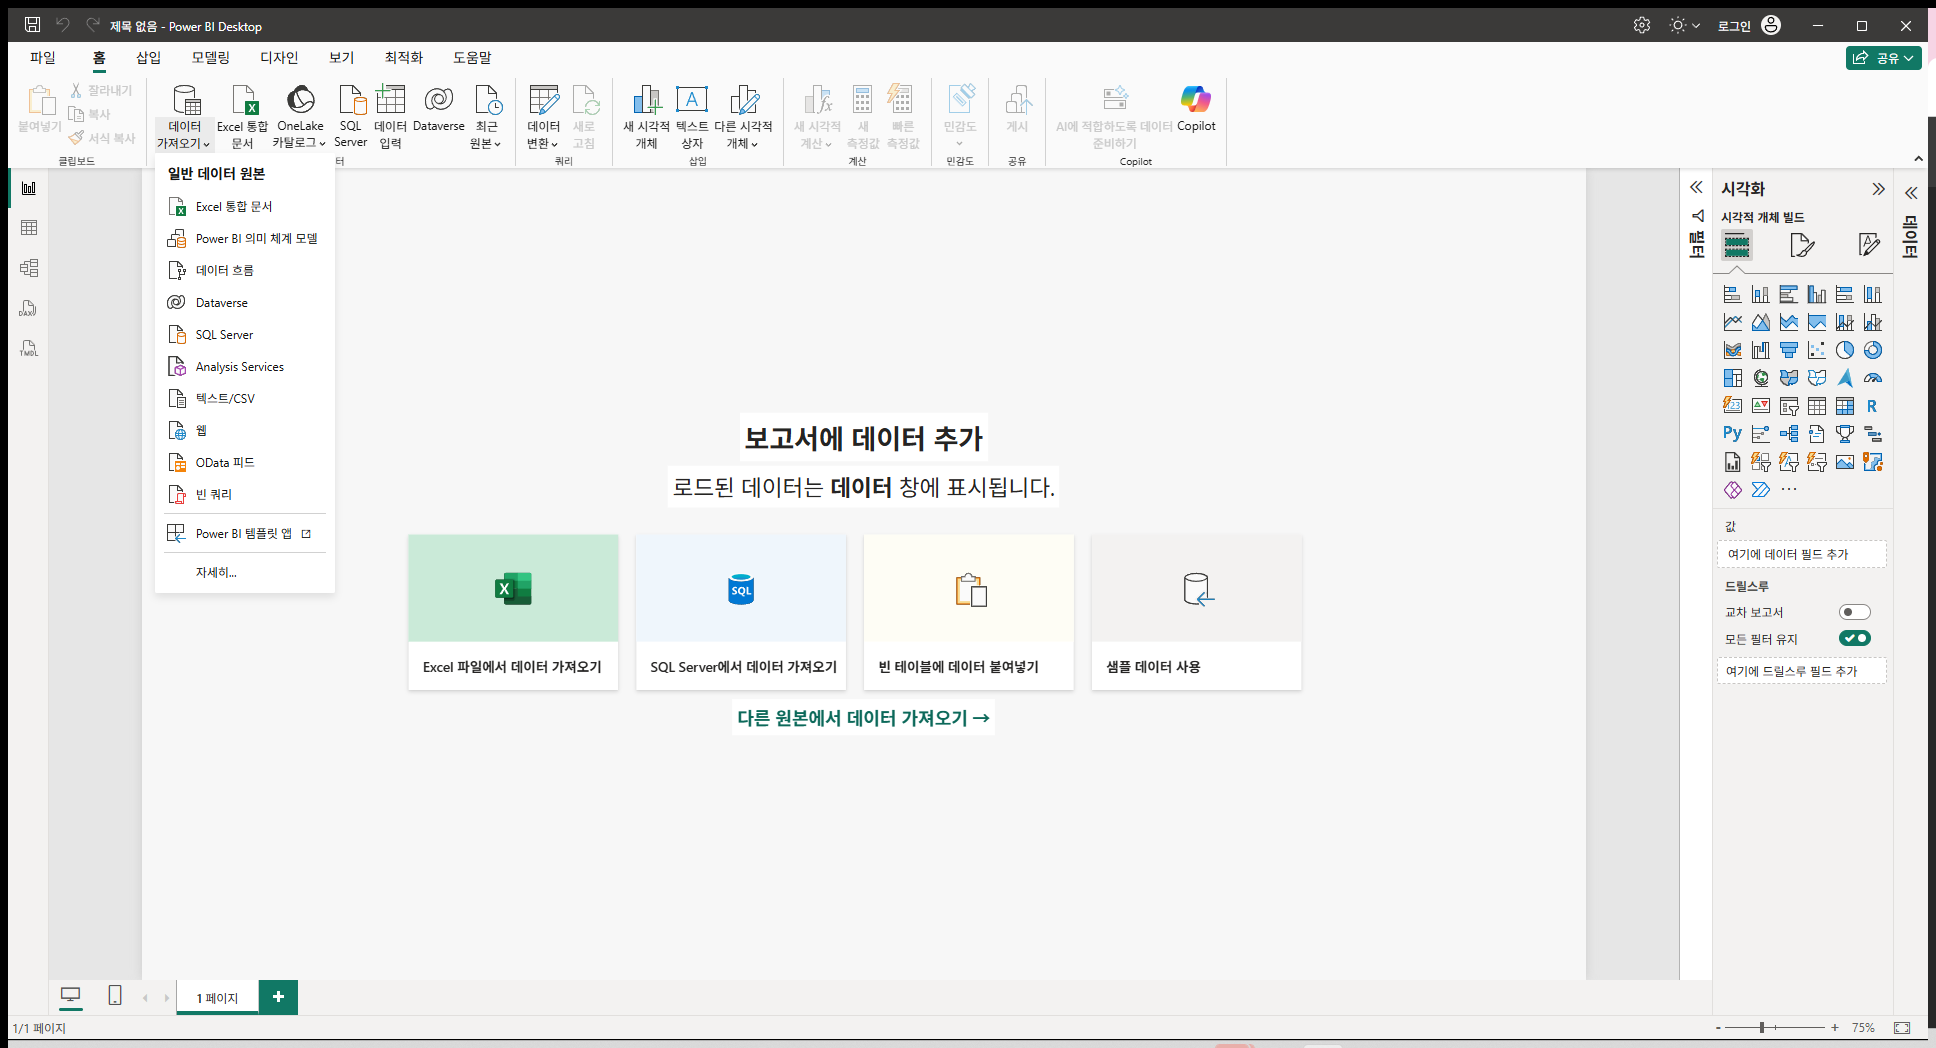 제목 없음 - Power BI Desktop
로그인
파일 홈 삽입 모델링 디자인 보기 최적화 도움말
공유
붙여넣기
잘라내기
복사
서식 복사
클립보드
데이터
가져오기
Excel 통합
문서
OneLake
카탈로그
SQL
Server
데이터
입력
Dataverse
최근
원본
터
데이터
변환
새로
고침
쿼리
새 시각적
개체
텍스트
상자
A
다른 시각적
개체
삽입
새 시각적
계산
새
측정값
빠른
측정값
계산
민감도
민감도
게시
공유
AI에 적합하도록 데이터
준비하기
Copilot
Copilot
일반 데이터 원본
Excel 통합 문서
Power BI 의미 체계 모델
데이터 흐름
Dataverse
SQL Server
Analysis Services
텍스트/CSV
웹
OData 피드
빈 쿼리
Power BI 템플릿 앱
자세히...
DAX
TMDL
보고서에 데이터 추가
로드된 데이터는 데이터 창에 표시됩니다.
X
SQL
Excel 파일에서 데이터 가져오기
SQL Server에서 데이터 가져오기
빈 테이블에 데이터 붙여넣기
샘플 데이터 사용
다른 원본에서 데이터 가져오기 →
필터
시각화
시각적 개체 빌드
123
R
Py
...
값
여기에 데이터 필드 추가
드릴스루
교차 보고서
모든 필터 유지
여기에 드릴스루 필드 추가
데이터
1 페이지
+
1/1 페이지
- + 75%